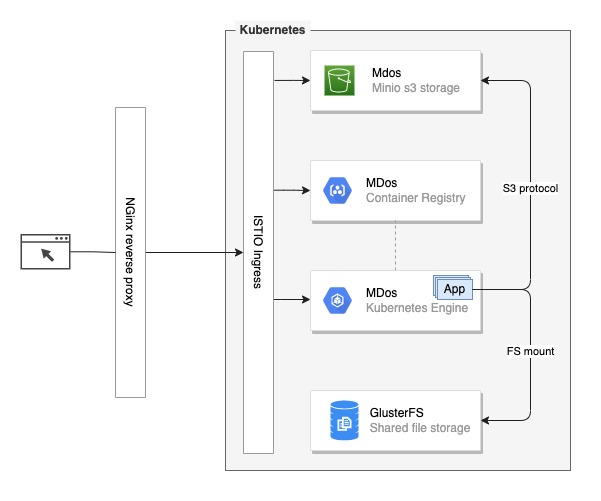 Kubernetes
Mdos
Minio s3 storage
MDos
Container Registry
S3 protocol
NGinx reverse proxy
ISTIO Ingress
MDos
Kubernetes Engine
App
FS mount
GlusterFS
Shared file storage